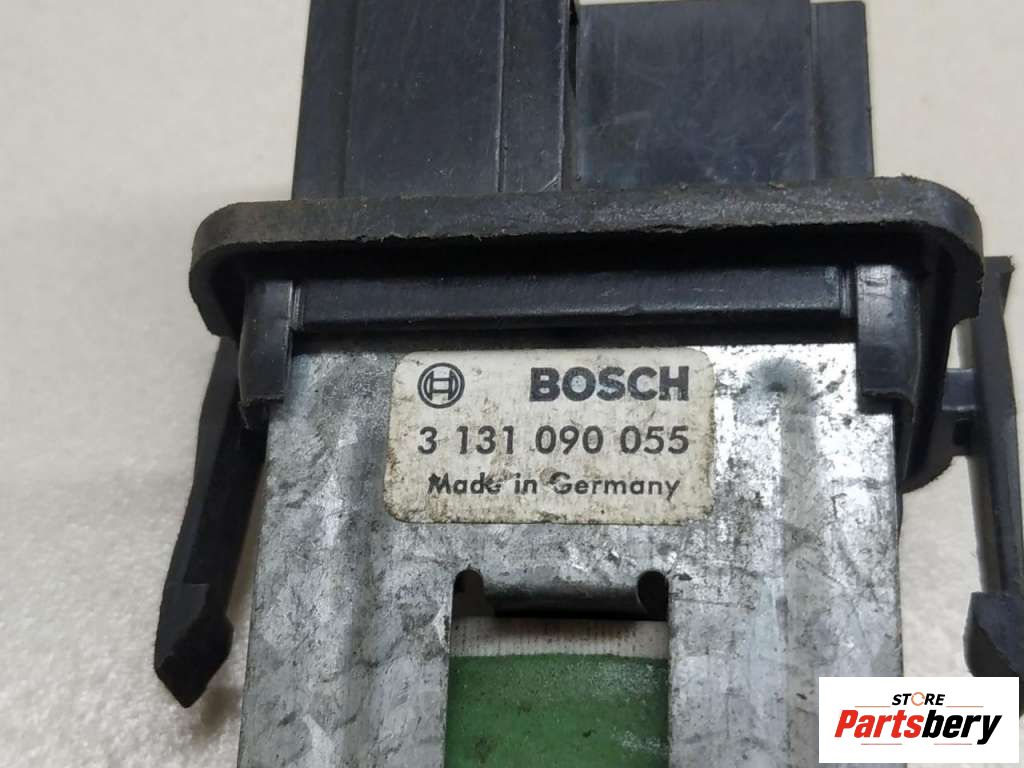 BOSCH
3 131 090 055
Made in Germany
STORE
Partsbery